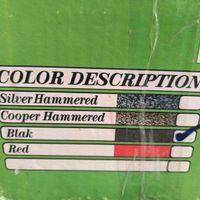 COLOR DESCRIPTION
Silver Hammered
Cooper Hammered
Blak
Red